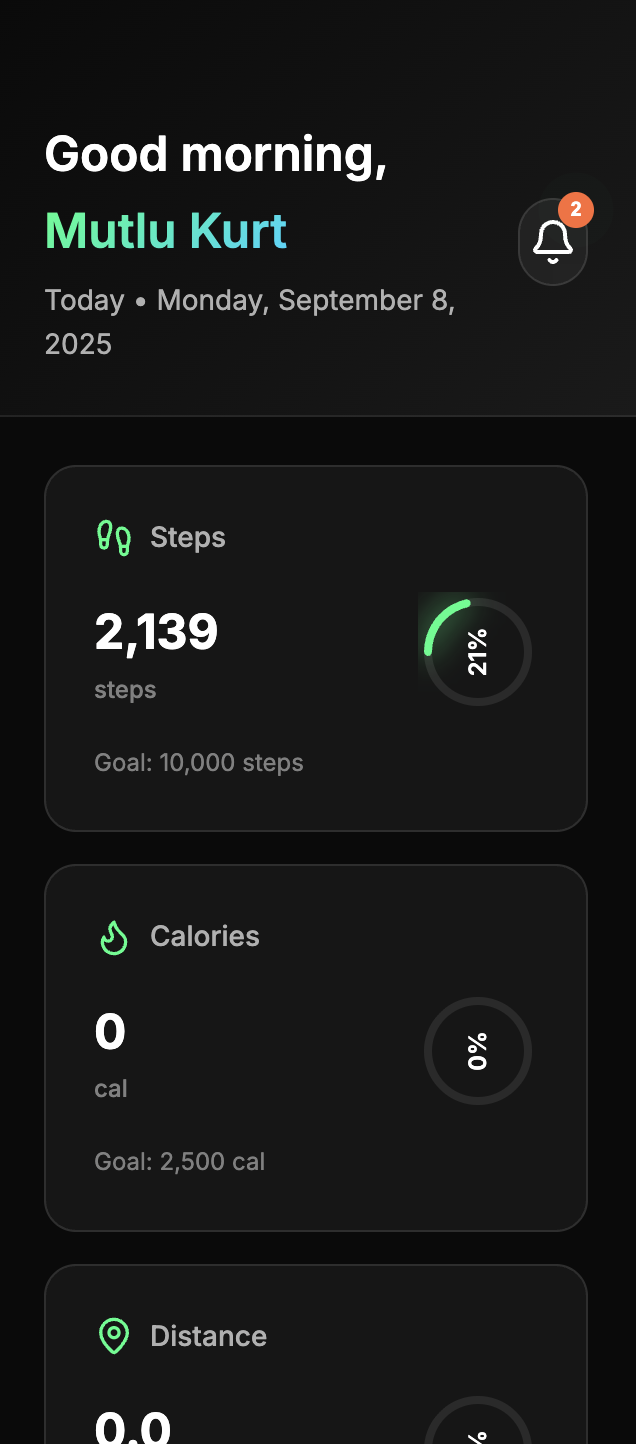 Good morning,
Mutlu Kurt
2
Today • Monday, September 8,
2025
Steps
2,139
steps
21%
Goal: 10,000 steps
Calories
0
cal
0%
Goal: 2,500 cal
Distance
0.0
%